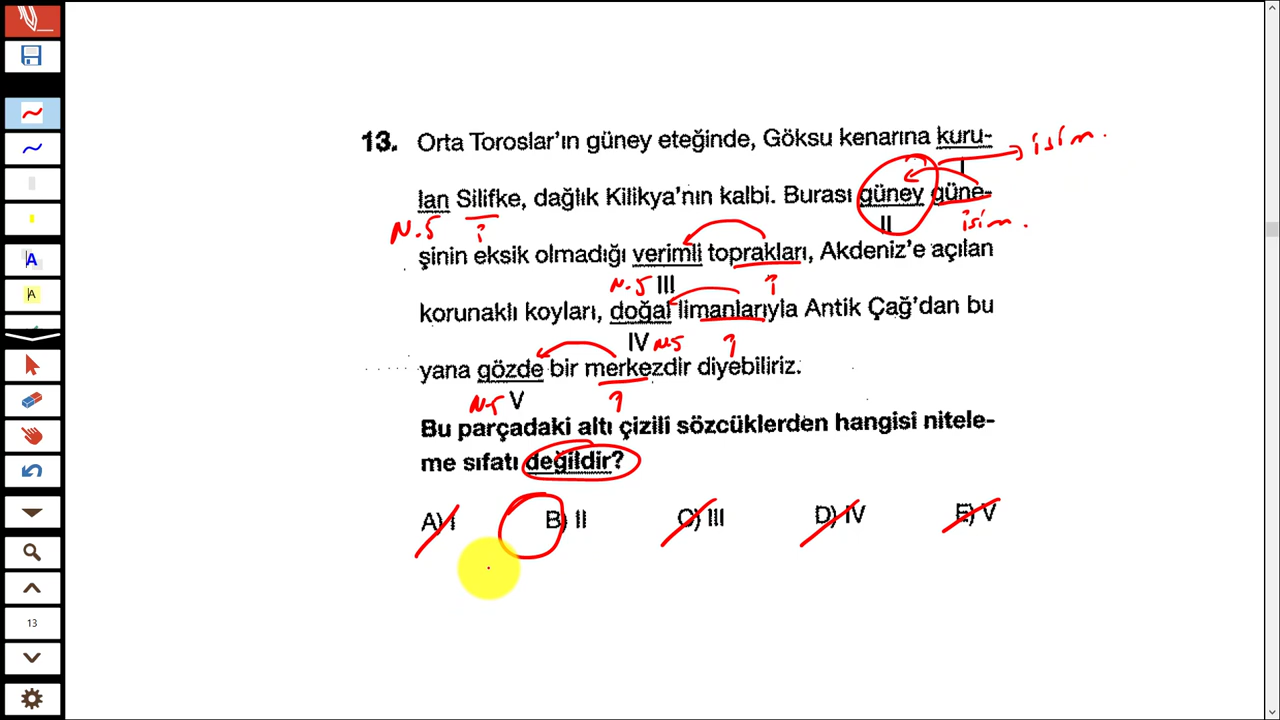 13. Orta Toroslar'ın güney eteğinde, Göksu kenarına kuru-
isim.
I
lan Silifke, dağlık Kilikya'nın kalbi. Burası güney güne-
N.S i II isim.
şinin eksik olmadığı verimli toprakları, Akdeniz'e açılan
N.S III i
korunaklı koyları, doğal limanlarıyla Antik Çağ'dan bu
IV N.S i
yana gözde bir merkezdir diyebiliriz.
N.S V i
Bu parçadaki altı çizili sözcüklerden hangisi nitele-
me sıfatı değildir?
A) I B) II C) III D) IV E) V
A
A
13